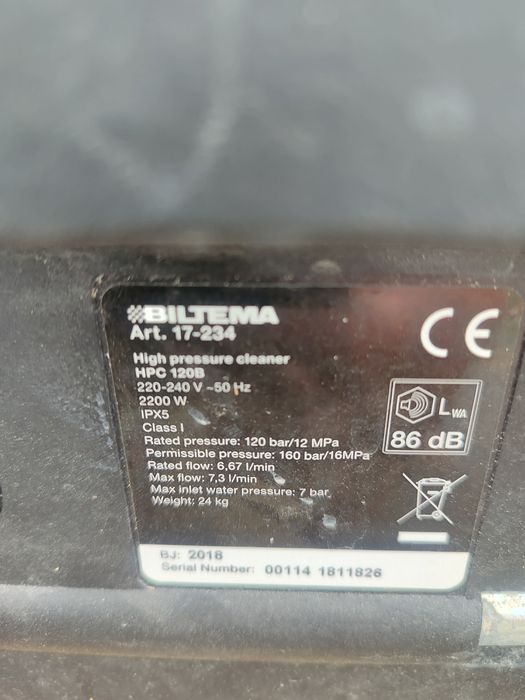 BILTEMA
Art. 17-234
CE
High pressure cleaner
HPC 120B
220-240 V ~50 Hz
2200 W
IPX5
Class I
Rated pressure: 120 bar/12 MPa
Permissible pressure: 160 bar/16MPa
Rated flow: 6,67 l/min
Max flow: 7,3 l/min
Max inlet water pressure: 7 bar
Weight: 24 kg
LWA
86 dB
BJ: 2018
Serial Number: 00114 1811826